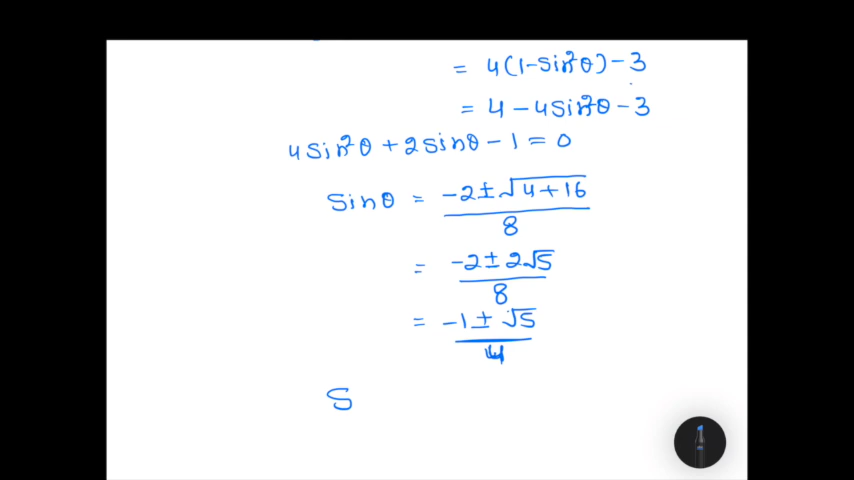 = 4(1-sin²θ) - 3
= 4 - 4sin²θ - 3
4sin²θ + 2sinθ - 1 = 0
sinθ = (-2 ± √(4+16)) / 8
= (-2 ± 2√5) / 8
= (-1 ± √5) / 4
S